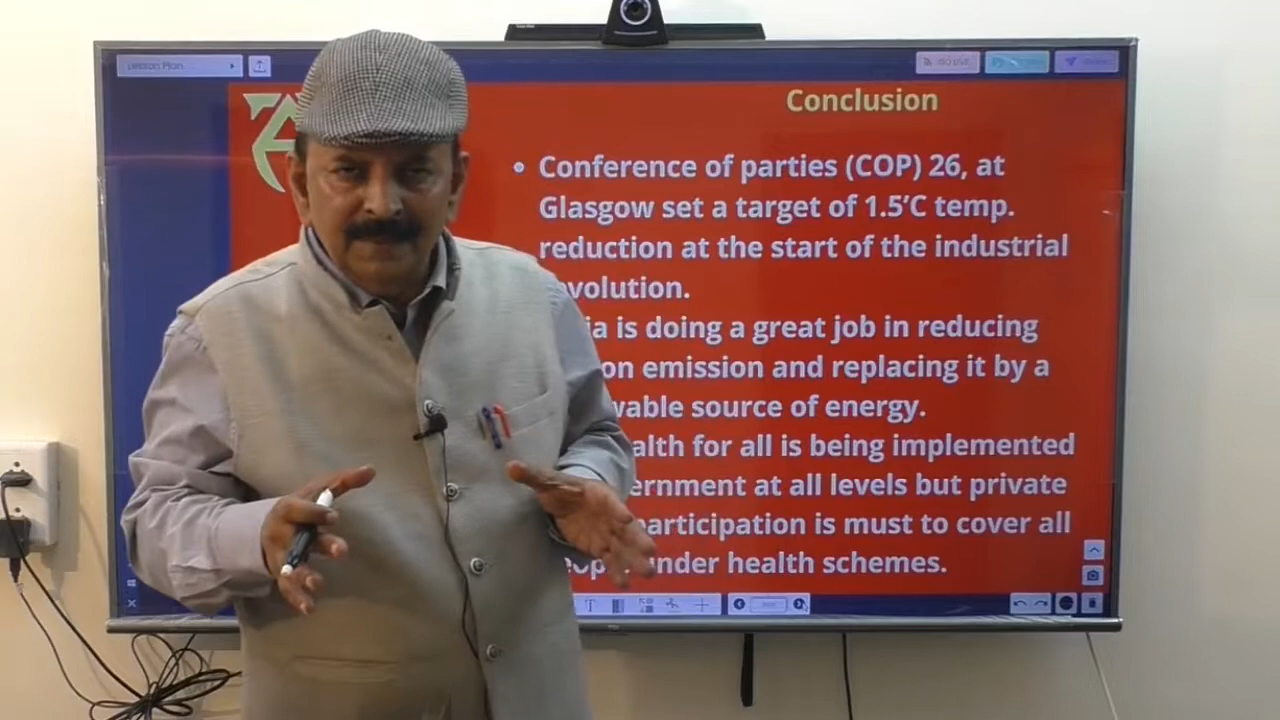 Lesson Plan
Conclusion
Conference of parties (COP) 26, at
Glasgow set a target of 1.5’C temp.
reduction at the start of the industrial
volution.
ia is doing a great job in reducing
on emission and replacing it by a
wable source of energy.
alth for all is being implemented
ernment at all levels but private
articipation is must to cover all
under health schemes.